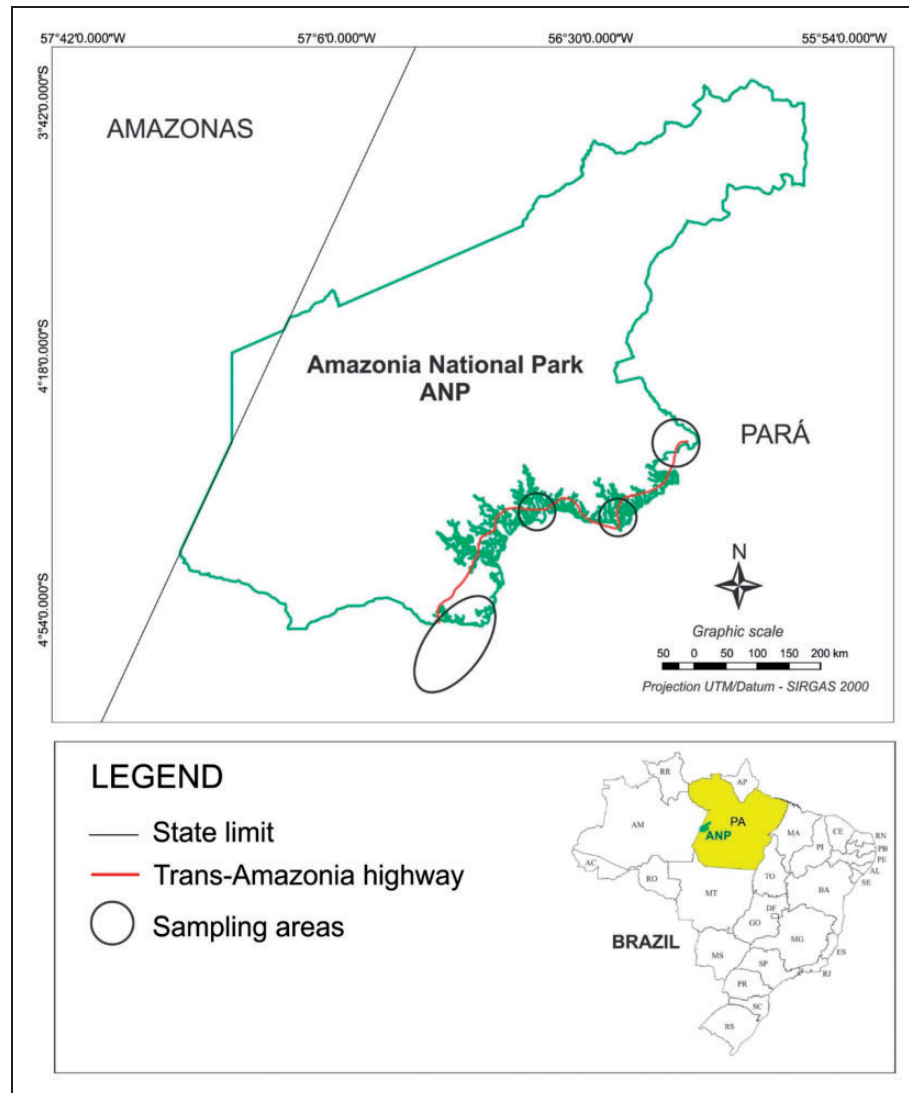 57°42'0.000"W 57°6'0.000"W 56°30'0.000"W 55°54'0.000"W
3°42'0.000"S
4°18'0.000"S
4°54'0.000"S
AMAZONAS
Amazonia National Park
ANP
PARÁ
N
Graphic scale
50 0 50 100 150 200 km
Projection UTM/Datum - SIRGAS 2000
LEGEND
State limit
Trans-Amazonia highway
Sampling areas
RR
AP
AM
PA
ANP
MA
CE
RN
PI
PB
PE
AL
SE
AC
RO
TO
MT
BA
DF
GO
BRAZIL
MG
ES
MS
SP
RJ
PR
SC
RS